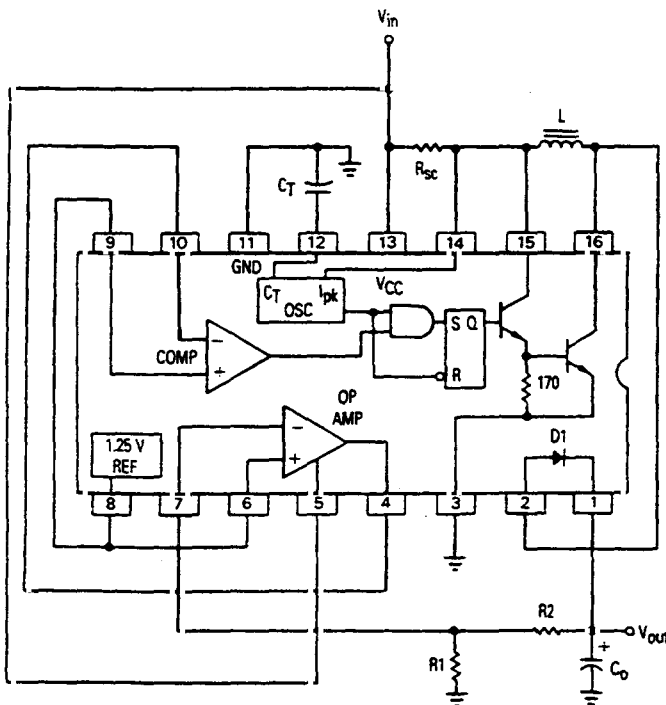 Vin
L
RSC
CT
9 10 11 12 13 14 15 16
GND
VCC
CT Ipk
OSC
S Q
R
COMP
−
+
170
OP
AMP
−
+
1.25 V
REF
D1
8 7 6 5 4 3 2 1
R2
Vout
+
R1
Co